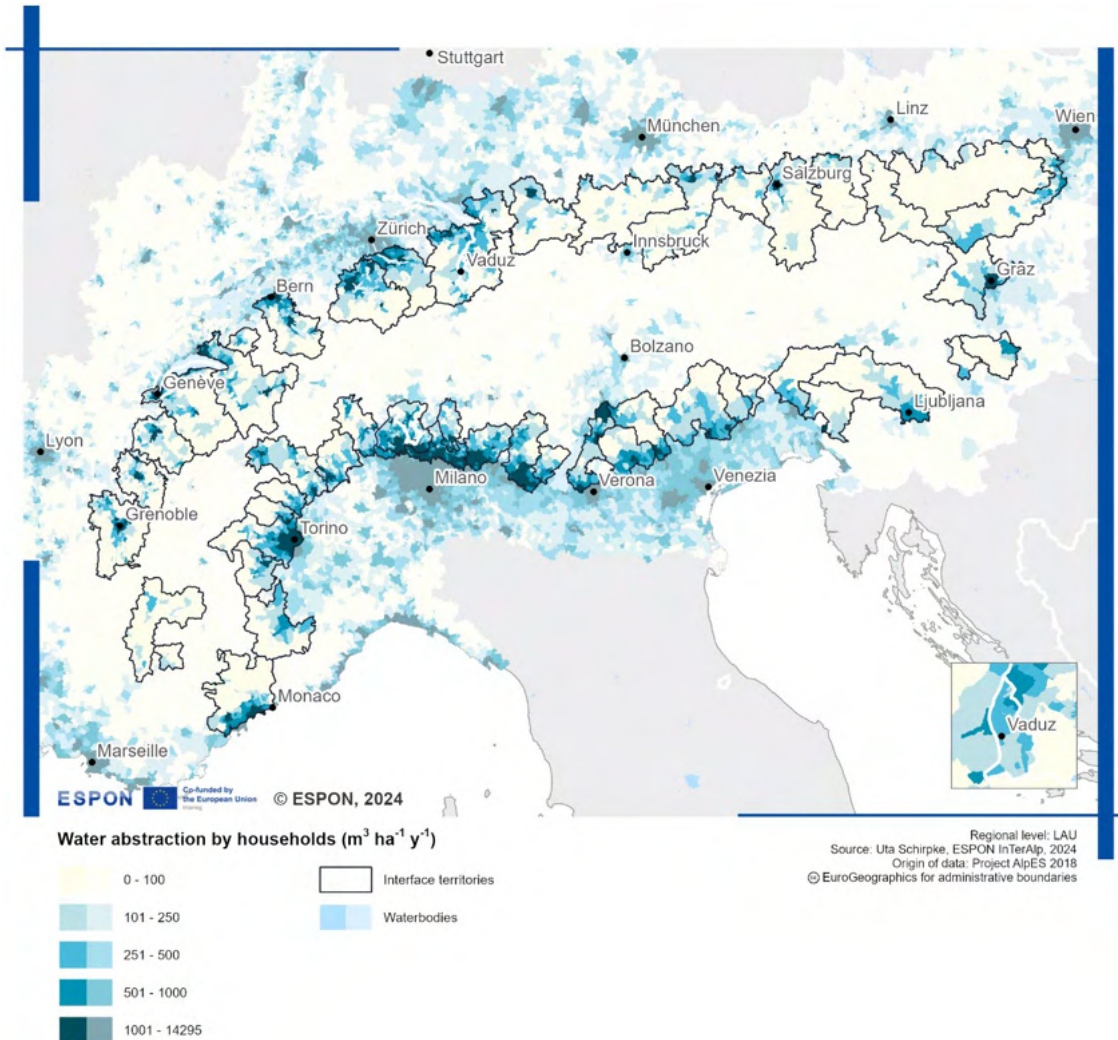 Stuttgart
Linz
Wien
München
Salzburg
Zürich
Innsbruck
Vaduz
Graz
Bern
Bolzano
Genève
Ljubljana
Lyon
Milano
Verona
Venezia
Grenoble
Torino
Monaco
Vaduz
Marseille
ESPON
Co-funded by
the European Union
Interreg
© ESPON, 2024
Water abstraction by households (m³ ha⁻¹ y⁻¹)
Regional level: LAU
Source: Uta Schirpke, ESPON InTerAlp, 2024
Origin of data: Project AlpES 2018
© EuroGeographics for administrative boundaries
0 - 100
Interface territories
101 - 250
Waterbodies
251 - 500
501 - 1000
1001 - 14295